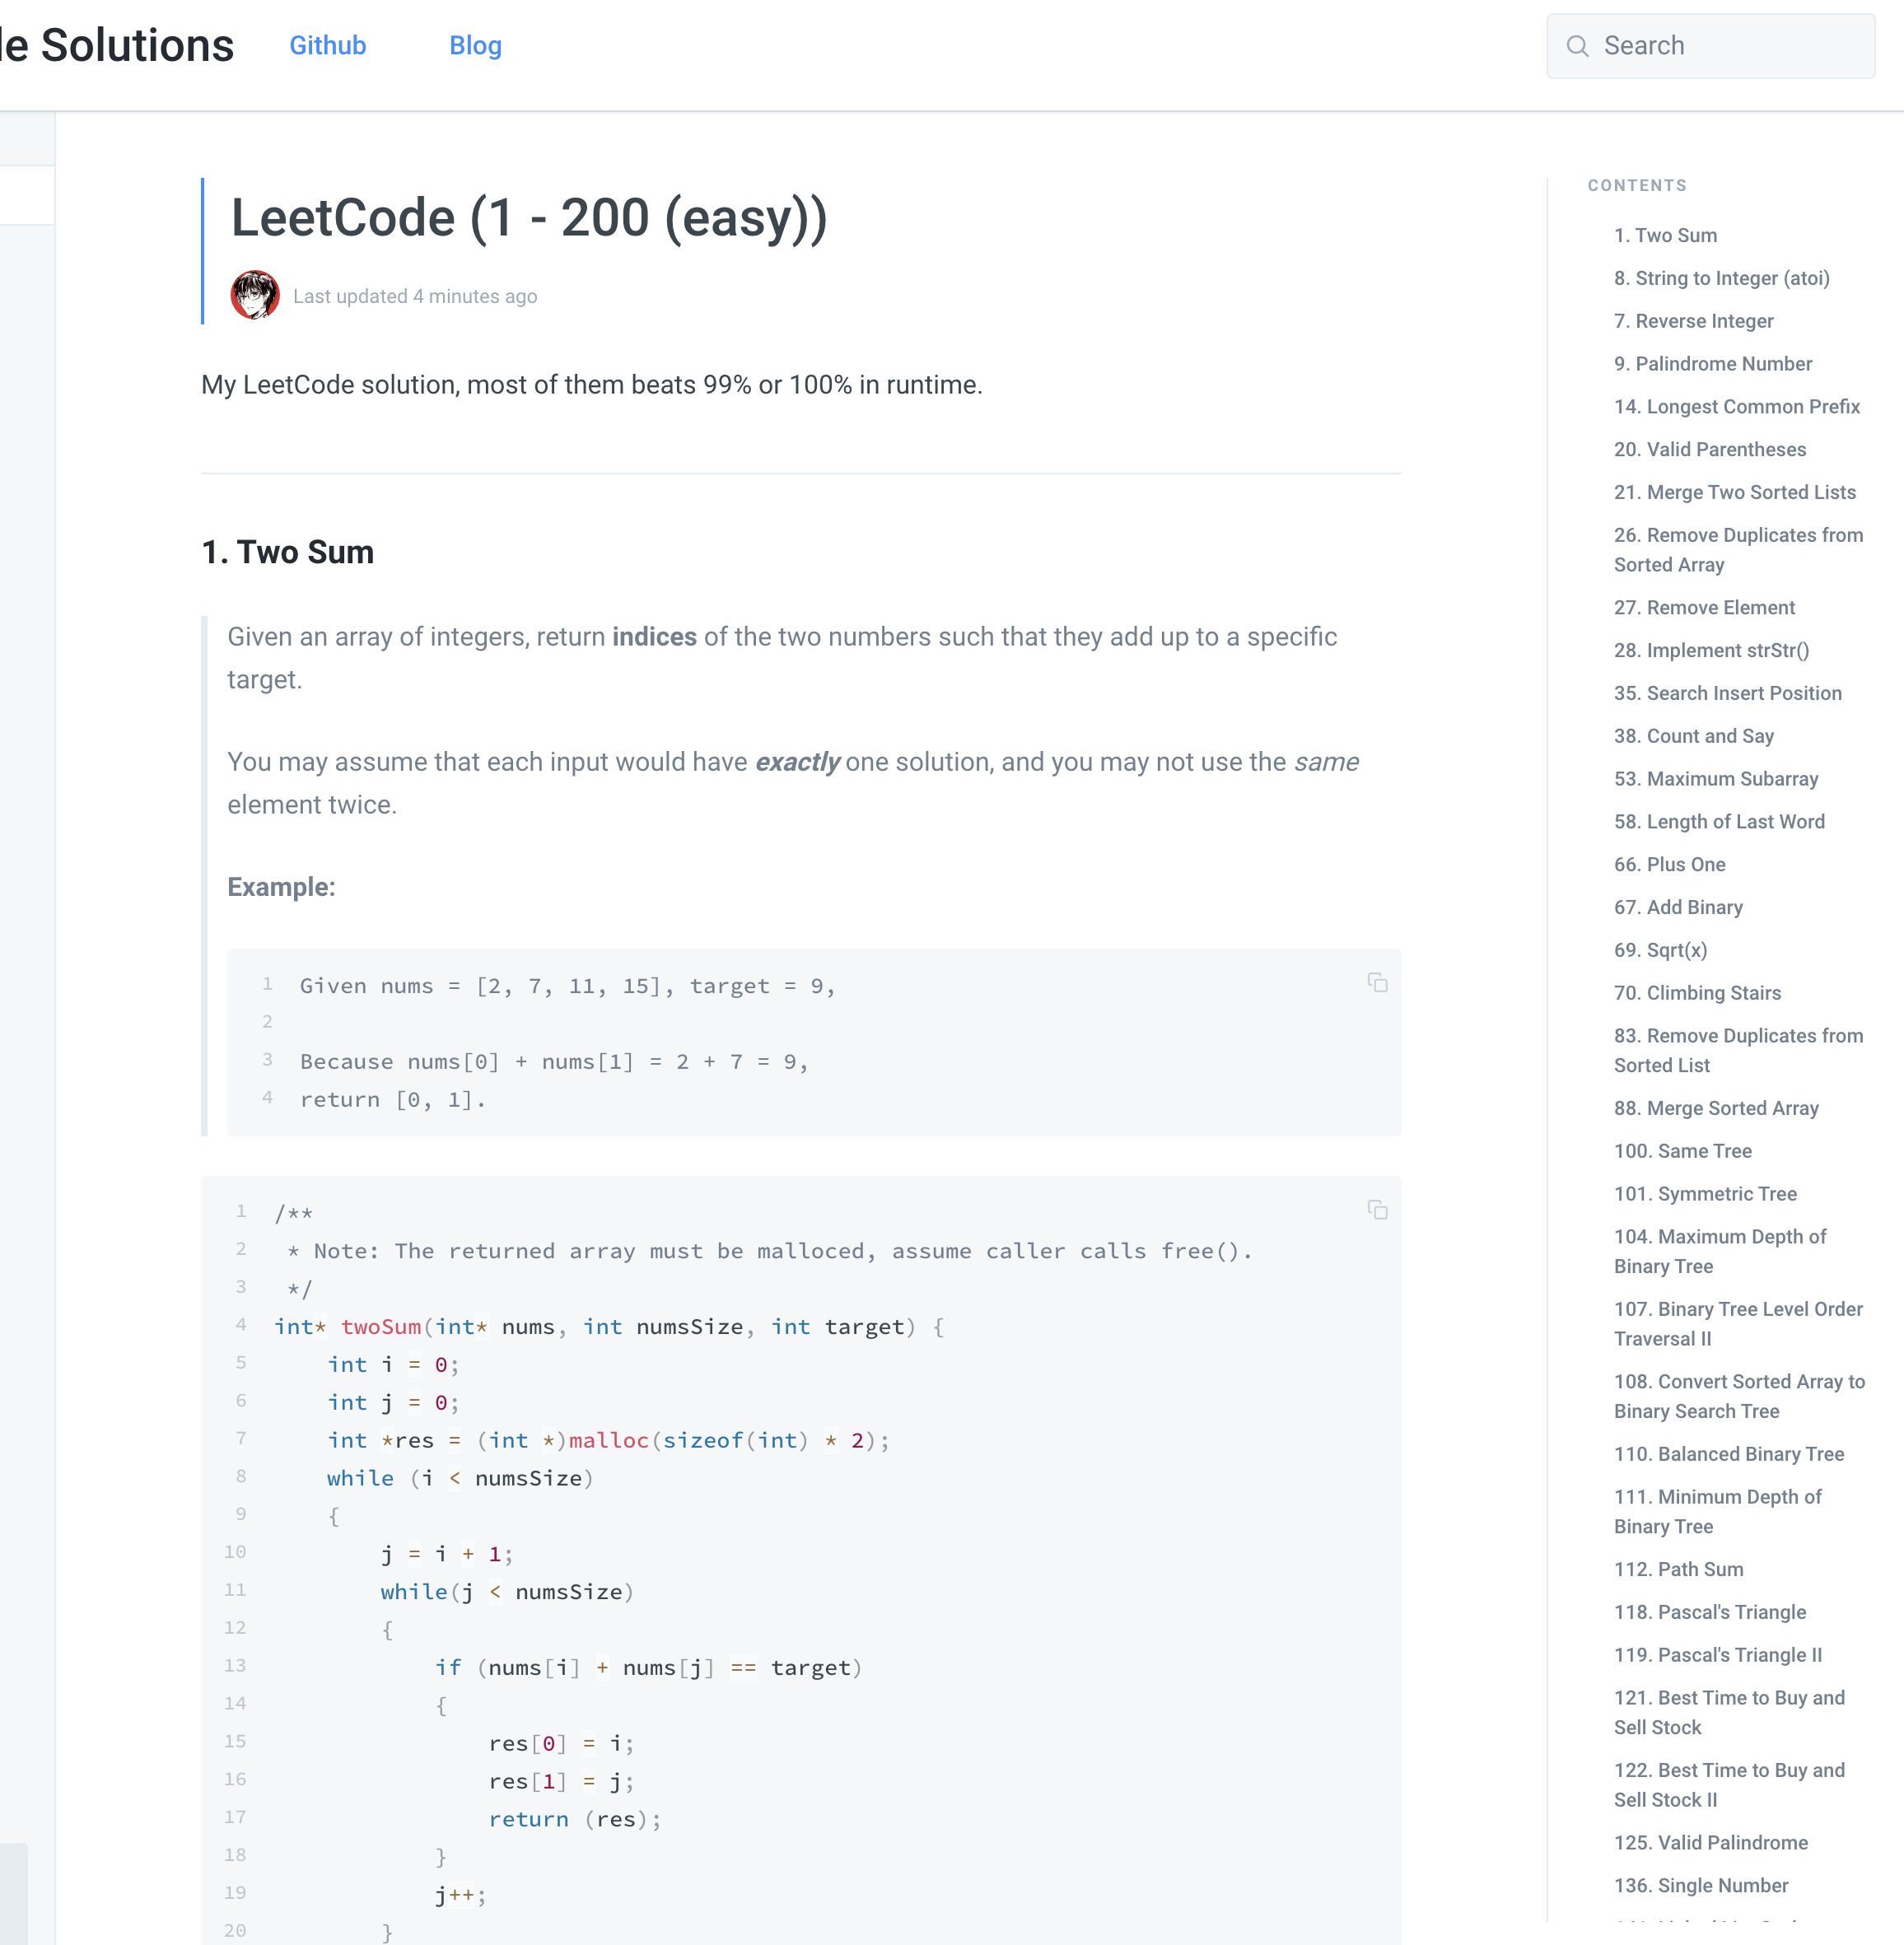 le Solutions
Github
Blog
Search
LeetCode (1 - 200 (easy))
Last updated 4 minutes ago
My LeetCode solution, most of them beats 99% or 100% in runtime.
1. Two Sum
Given an array of integers, return indices of the two numbers such that they add up to a specific
target.
You may assume that each input would have exactly one solution, and you may not use the same
element twice.
Example:
1 Given nums = [2, 7, 11, 15], target = 9,
2
3 Because nums[0] + nums[1] = 2 + 7 = 9,
4 return [0, 1].
1 /**
2  * Note: The returned array must be malloced, assume caller calls free().
3  */
4 int* twoSum(int* nums, int numsSize, int target) {
5     int i = 0;
6     int j = 0;
7     int *res = (int *)malloc(sizeof(int) * 2);
8     while (i < numsSize)
9     {
10         j = i + 1;
11         while(j < numsSize)
12         {
13             if (nums[i] + nums[j] == target)
14             {
15                 res[0] = i;
16                 res[1] = j;
17                 return (res);
18             }
19             j++;
20         }
CONTENTS
1. Two Sum
8. String to Integer (atoi)
7. Reverse Integer
9. Palindrome Number
14. Longest Common Prefix
20. Valid Parentheses
21. Merge Two Sorted Lists
26. Remove Duplicates from
Sorted Array
27. Remove Element
28. Implement strStr()
35. Search Insert Position
38. Count and Say
53. Maximum Subarray
58. Length of Last Word
66. Plus One
67. Add Binary
69. Sqrt(x)
70. Climbing Stairs
83. Remove Duplicates from
Sorted List
88. Merge Sorted Array
100. Same Tree
101. Symmetric Tree
104. Maximum Depth of
Binary Tree
107. Binary Tree Level Order
Traversal II
108. Convert Sorted Array to
Binary Search Tree
110. Balanced Binary Tree
111. Minimum Depth of
Binary Tree
112. Path Sum
118. Pascal's Triangle
119. Pascal's Triangle II
121. Best Time to Buy and
Sell Stock
122. Best Time to Buy and
Sell Stock II
125. Valid Palindrome
136. Single Number